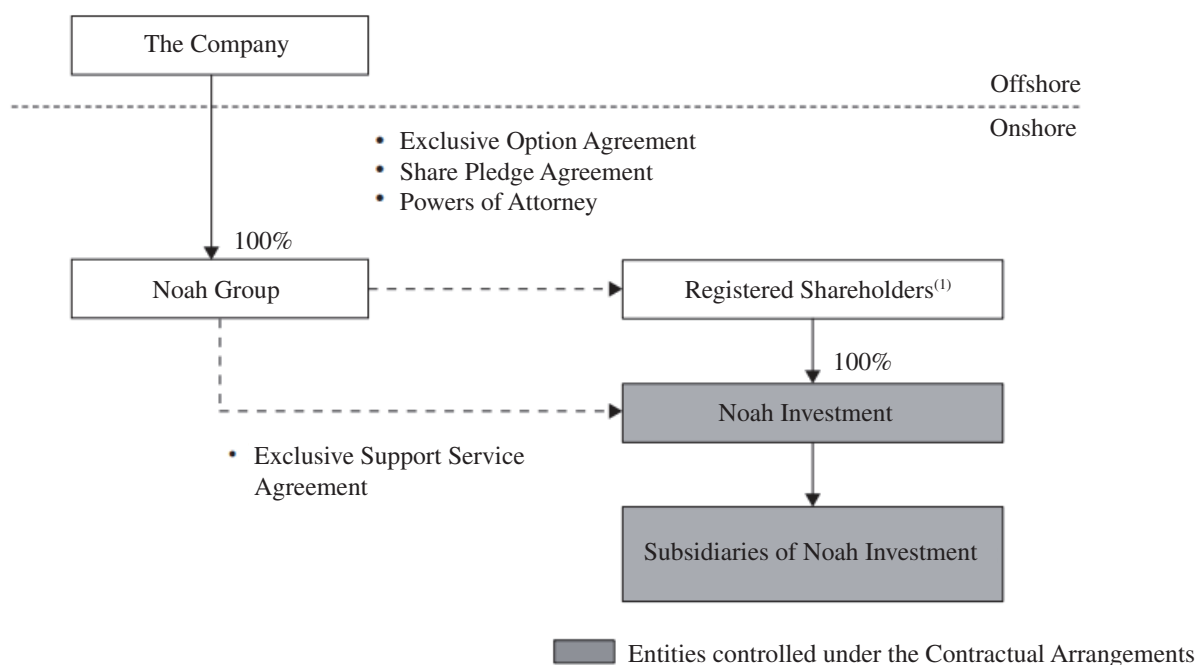 The Company
Offshore
Onshore
• Exclusive Option Agreement
• Share Pledge Agreement
• Powers of Attorney
100%
Noah Group
Registered Shareholders(1)
100%
Noah Investment
• Exclusive Support Service
Agreement
Subsidiaries of Noah Investment
Entities controlled under the Contractual Arrangements